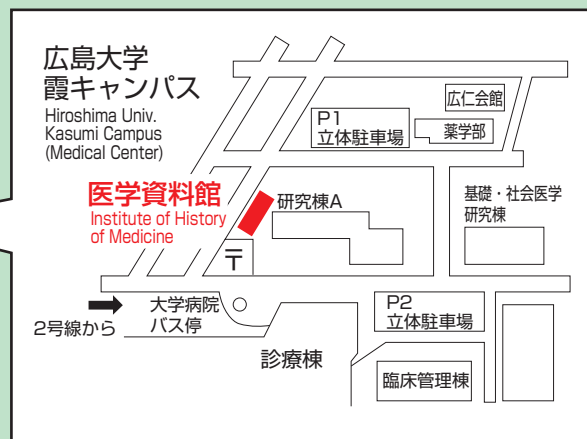 広島大学
霞キャンパス
Hiroshima Univ.
Kasumi Campus
(Medical Center)
広仁会館
P1
立体駐車場
薬学部
医学資料館
Institute of History
of Medicine
研究棟A
基礎・社会医学
研究棟
〒
大学病院
バス停
2号線から
P2
立体駐車場
診療棟
臨床管理棟